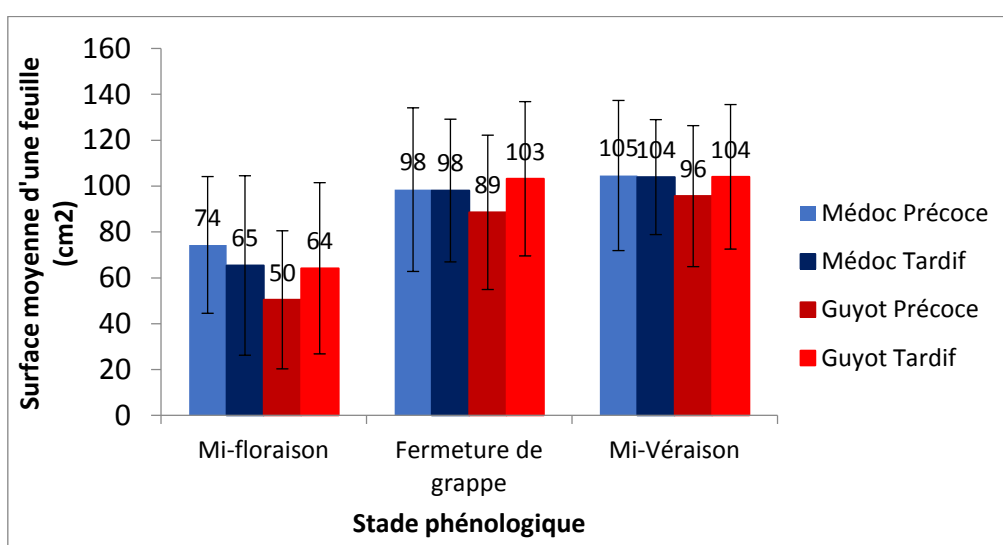 Surface moyenne d'une feuille
(cm2)
160
140
120
100
80
60
40
20
0
74
65
50
64
98
98
89
103
105
104
96
104
Mi-floraison
Fermeture de
grappe
Mi-Véraison
Stade phénologique
Médoc Précoce
Médoc Tardif
Guyot Précoce
Guyot Tardif